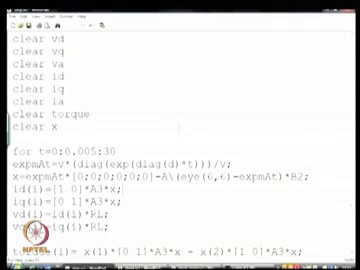 clear vd
clear vq
clear va
clear id
clear iq
clear ia
clear torque
clear x
for t=0:0.005:30
expmAt=v*(diag(exp(diag(d)*t)))/v;
x=expmAt*[0;0;0;0;0;0]-A\(eye(6,6)-expmAt)*B2;
id(i)=[1 0]*A3*x;
iq(i)=[0 1]*A3*x;
vd(i)=id(i)*RL;
iq(i)*RL;
x(1)*[0 1]*A3*x - x(2)*[1 0]*A3*x;
NPTEL